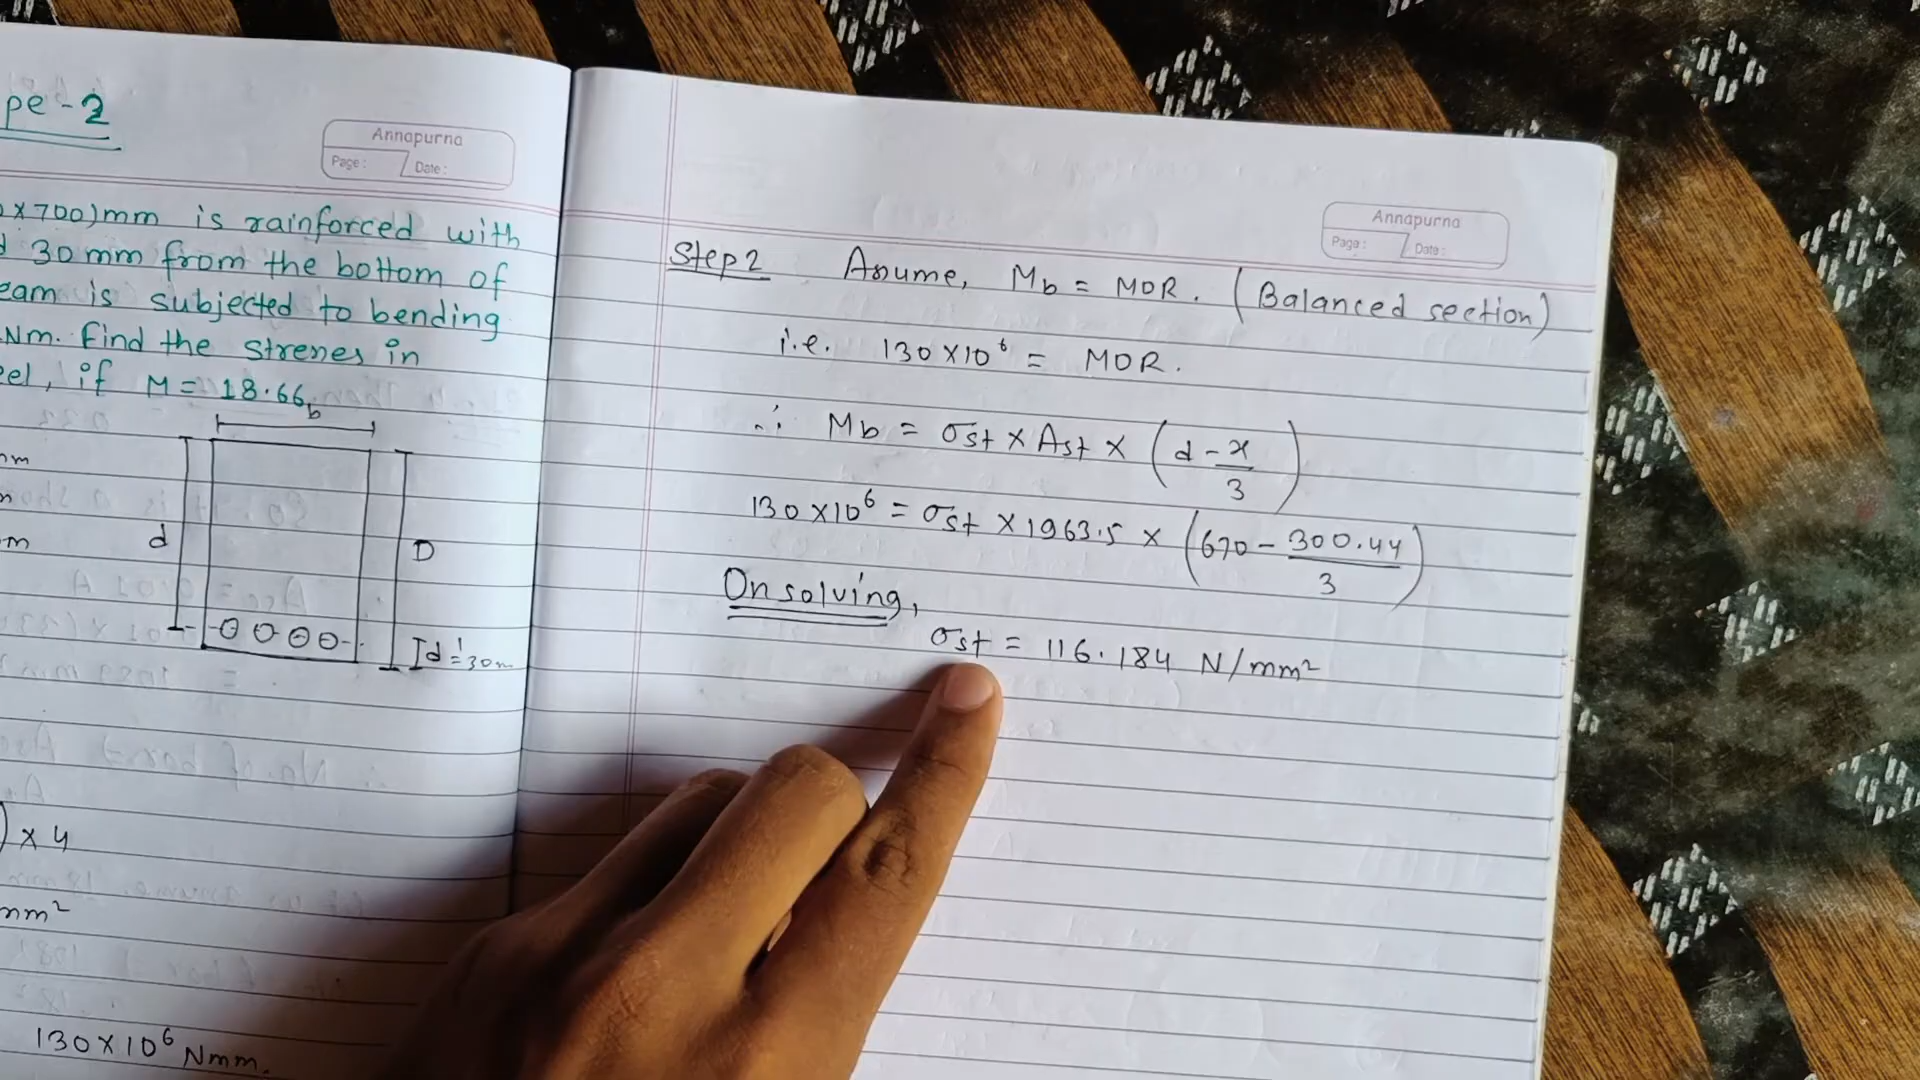 pe-2
Annapurna
Page: Date:
×700)mm is rainforced with
30mm from the bottom of
eam is subjected to bending
Nm. Find the stresses in
el, if M = 18.66
b
mm
d
D
d' = 30m
) × 4
mm²
130×10⁶ Nmm.
Annapurna
Page: Date:
Step 2 Assume, Mb = MOR. (Balanced section)
i.e. 130×10⁶ = MOR.
∴ Mb = σst × Ast × (d - x/3)
130×10⁶ = σst × 1963.5 × (670 - 300.44/3)
On solving,
σst = 116.184 N/mm²